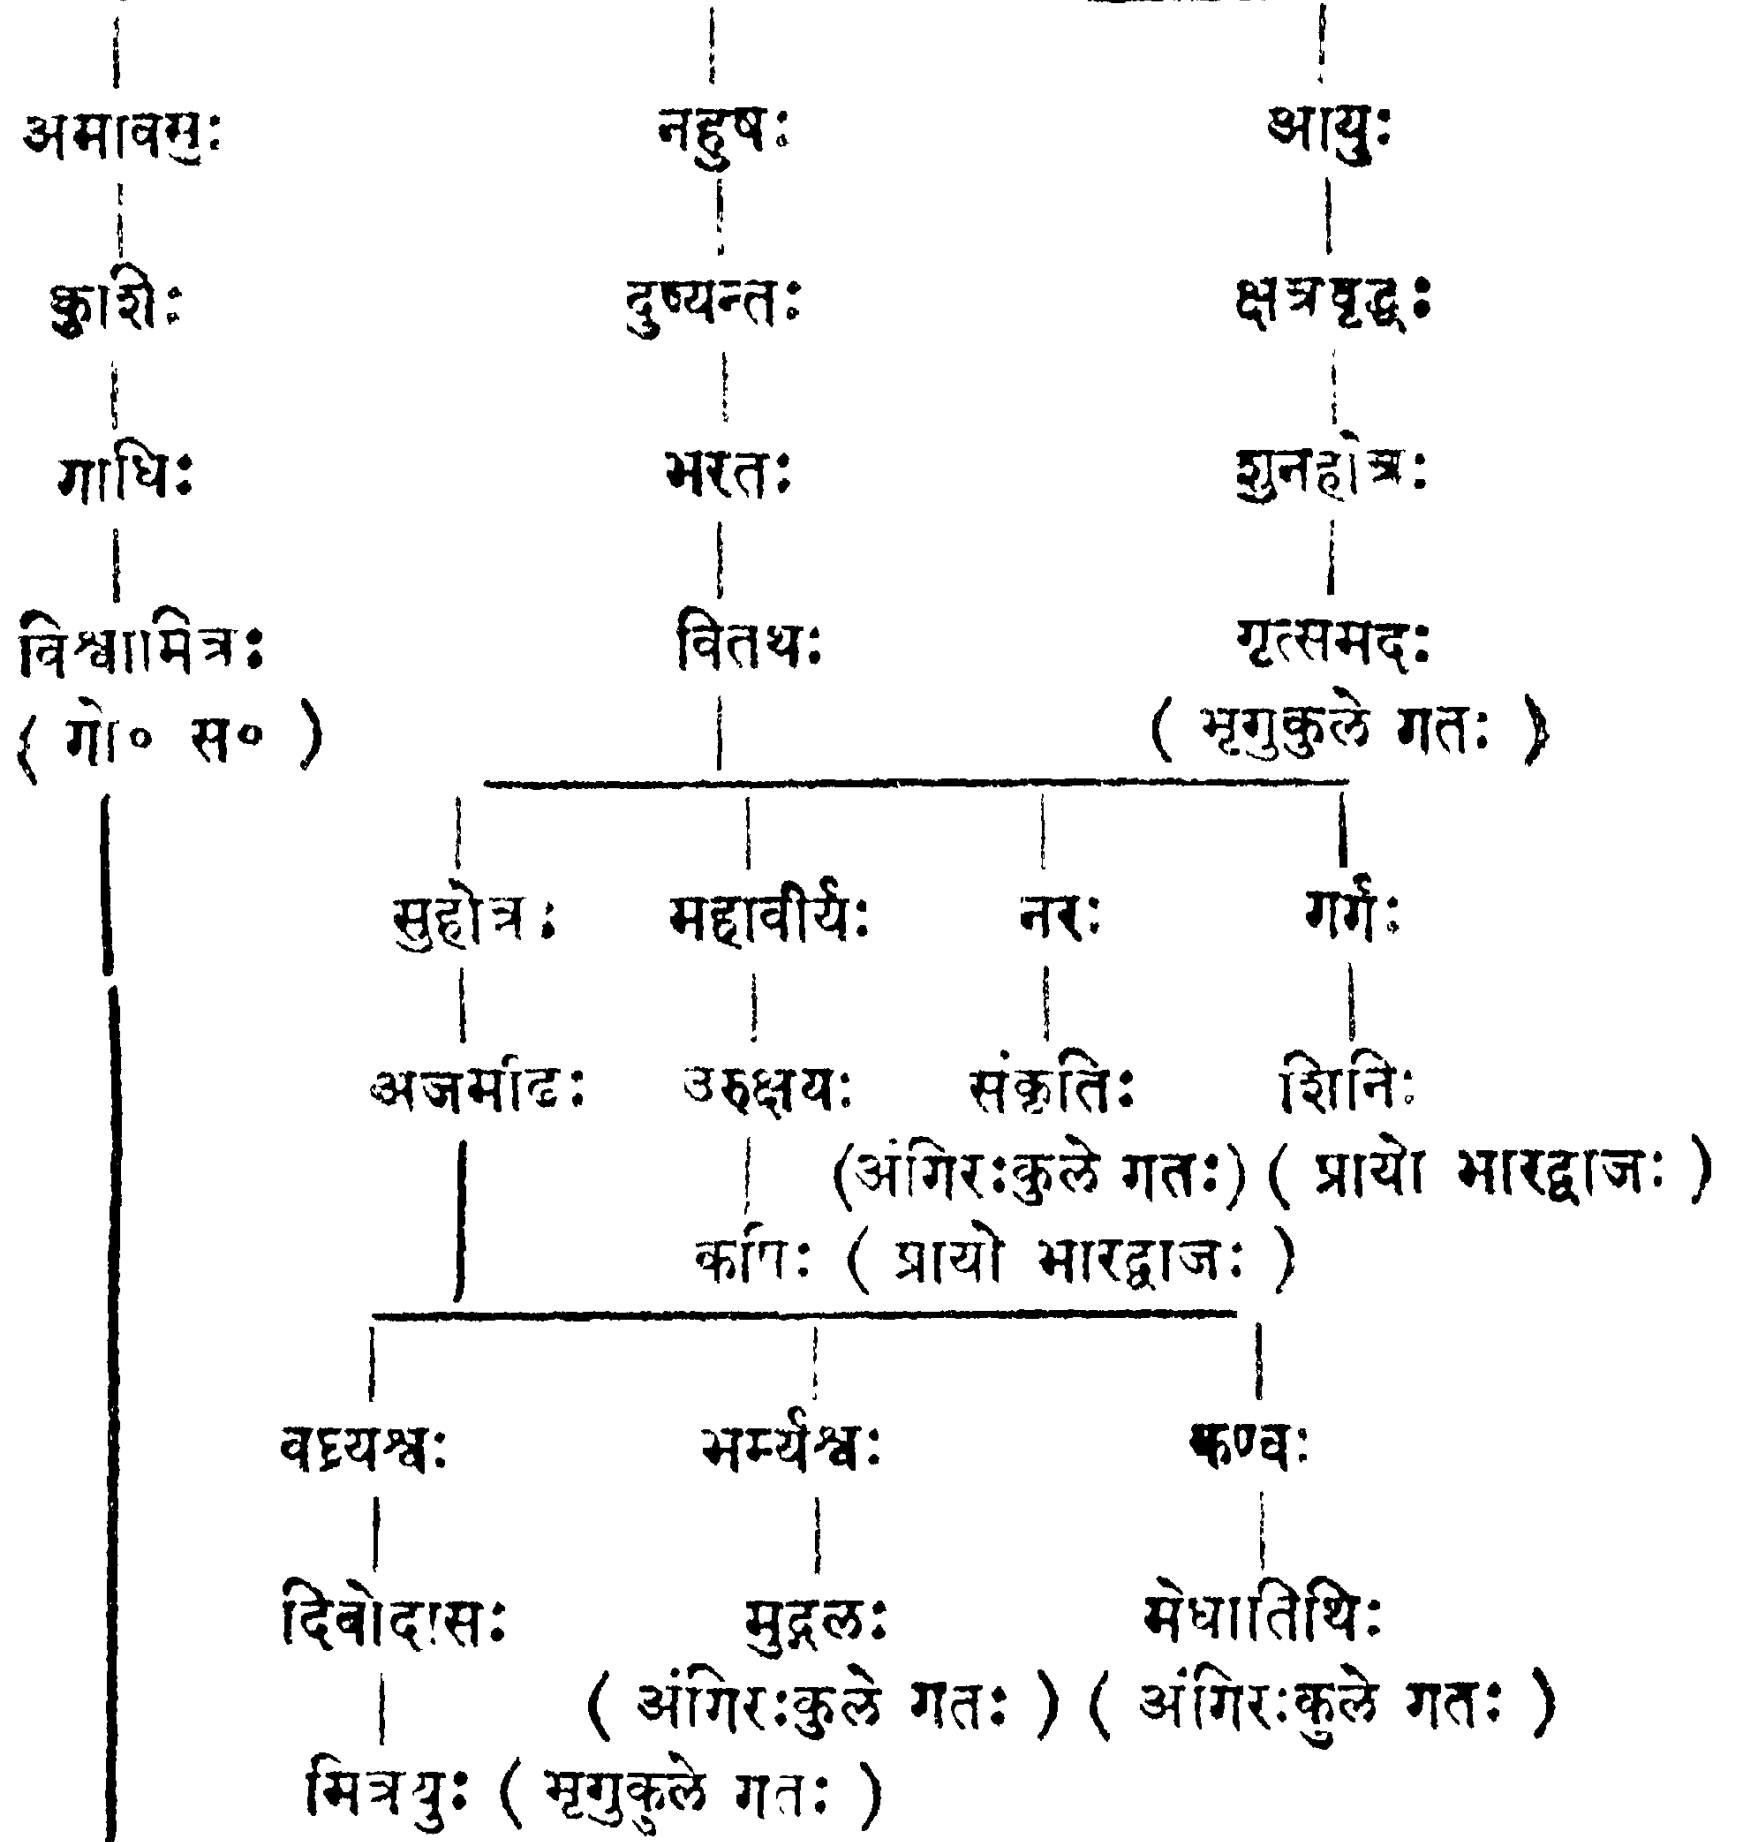 अमावसुः नहुषः आयुः
कुशिः दुष्यन्तः क्षत्रवृद्धः
गाधिः भरतः शुनहोत्रः
विश्वामित्रः वितथः गृत्समदः
( गो० स० ) ( भृगुकुले गतः )
सुहोत्रः महावीर्यः नरः गर्गः
अजमीढः उरुक्षयः संकृतिः शिनिः
(अंगिरःकुले गतः) ( प्रायो भारद्वाजः )
कपिः ( प्रायो भारद्वाजः )
वद्र्यश्वः भर्म्यश्वः कण्वः
दिवोदासः मुद्गलः मेधातिथिः
( अंगिरःकुले गतः ) ( अंगिरःकुले गतः )
मित्रयुः ( भृगुकुले गतः )